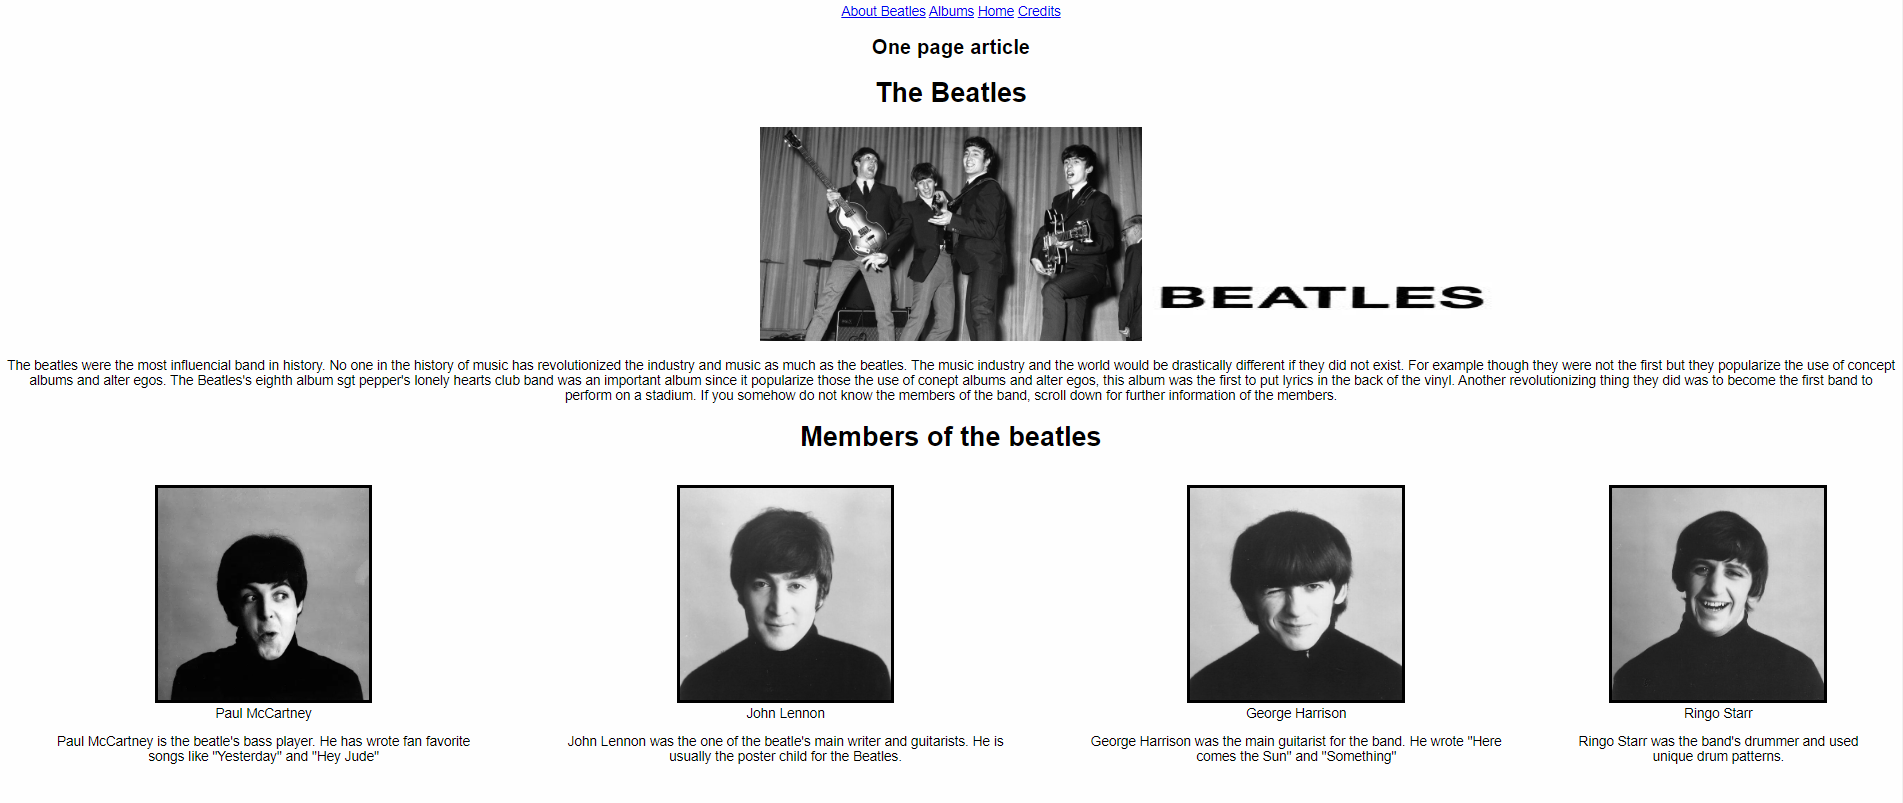 About Beatles Albums Home Credits
One page article
The Beatles
BEATLES
The beatles were the most influencial band in history. No one in the history of music has revolutionized the industry and music as much as the beatles. The music industry and the world would be drastically different if they did not exist. For example though they were not the first but they popularize the use of concept
albums and alter egos. The Beatles's eighth album sgt pepper's lonely hearts club band was an important album since it popularize those the use of conept albums and alter egos, this album was the first to put lyrics in the back of the vinyl. Another revolutionizing thing they did was to become the first band to
perform on a stadium. If you somehow do not know the members of the band, scroll down for further information of the members.
Members of the beatles
Paul McCartney
Paul McCartney is the beatle's bass player. He has wrote fan favorite
songs like "Yesterday" and "Hey Jude"
John Lennon
John Lennon was the one of the beatle's main writer and guitarists. He is
usually the poster child for the Beatles.
George Harrison
George Harrison was the main guitarist for the band. He wrote "Here
comes the Sun" and "Something"
Ringo Starr
Ringo Starr was the band's drummer and used
unique drum patterns.